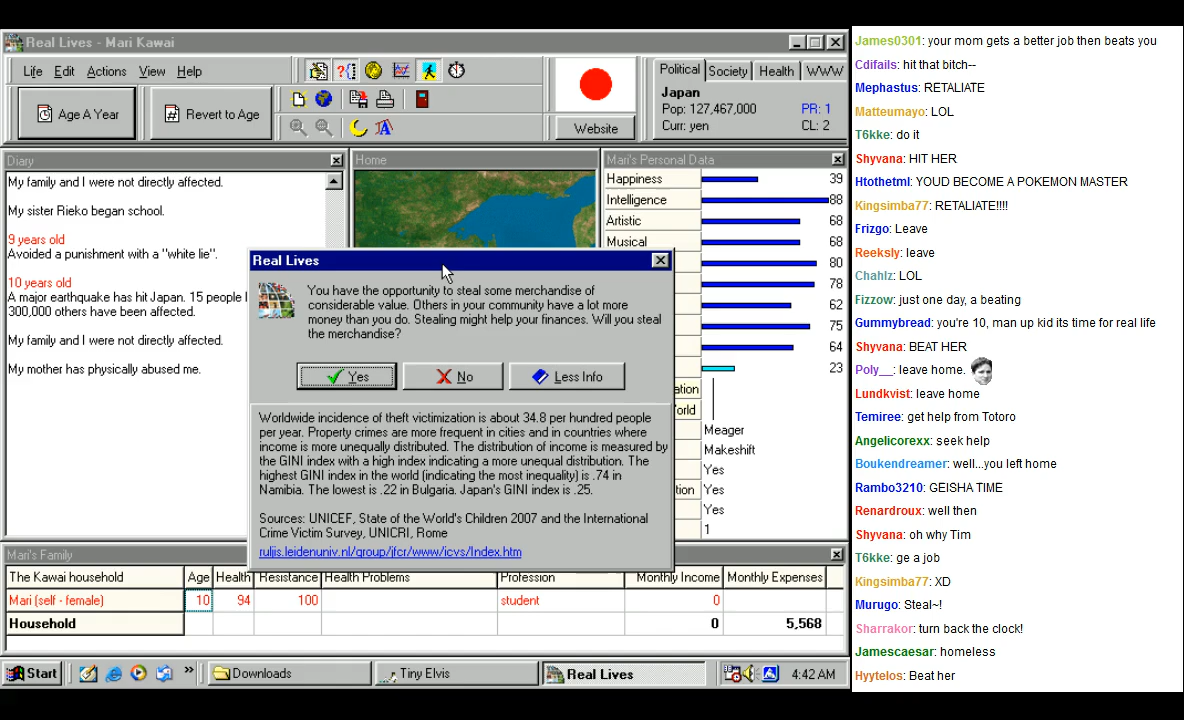 Real Lives - Mari Kawai
Life Edit Actions View Help
Age A Year
Revert to Age
Website
Political Society Health WWW
Japan
Pop: 127,467,000 PR: 1
Curr: yen CL: 2
Diary
My family and I were not directly affected.
My sister Rieko began school.
9 years old
Avoided a punishment with a "white lie".
10 years old
A major earthquake has hit Japan. 15 people
300,000 others have been affected.
My family and I were not directly affected.
My mother has physically abused me.
Home
Mari's Personal Data
Happiness 39
Intelligence 88
Artistic 68
Musical 68
80
78
62
75
64
23
ation
orld
Meager
Makeshift
Yes
tion Yes
Yes
1
Real Lives
You have the opportunity to steal some merchandise of
considerable value. Others in your community have a lot more
money than you do. Stealing might help your finances. Will you steal
the merchandise?
Yes No Less Info
Worldwide incidence of theft victimization is about 34.8 per hundred people
per year. Property crimes are more frequent in cities and in countries where
income is more unequally distributed. The distribution of income is measured by
the GINI index with a high index indicating a more unequal distribution. The
highest GINI index in the world (indicating the most inequality) is .74 in
Namibia. The lowest is .22 in Bulgaria. Japan's GINI index is .25.
Sources: UNICEF, State of the World's Children 2007 and the International
Crime Victim Survey, UNICRI, Rome
ruljis.leidenuniv.nl/group/jfcr/www/icvs/Index.htm
Mari's Family
The Kawai household Age Health Resistance Health Problems Profession Monthly Income Monthly Expenses
Mari (self - female) 10 94 100 student 0
Household 0 5,568
Start » Downloads Tiny Elvis Real Lives 4:42 AM
James0301: your mom gets a better job then beats you
Cdifails: hit that bitch--
Mephastus: RETALIATE
Matteumayo: LOL
T6kke: do it
Shyvana: HIT HER
Htothetml: YOUD BECOME A POKEMON MASTER
Kingsimba77: RETALIATE!!!!
Frizgo: Leave
Reeksly: leave
Chahlz: LOL
Fizzow: just one day, a beating
Gummybread: you're 10, man up kid its time for real life
Shyvana: BEAT HER
Poly__: leave home.
Lundkvist: leave home
Temiree: get help from Totoro
Angelicorexx: seek help
Boukendreamer: well...you left home
Rambo3210: GEISHA TIME
Renardroux: well then
Shyvana: oh why Tim
T6kke: ge a job
Kingsimba77: XD
Murugo: Steal~!
Sharrakor: turn back the clock!
Jamescaesar: homeless
Hyytelos: Beat her